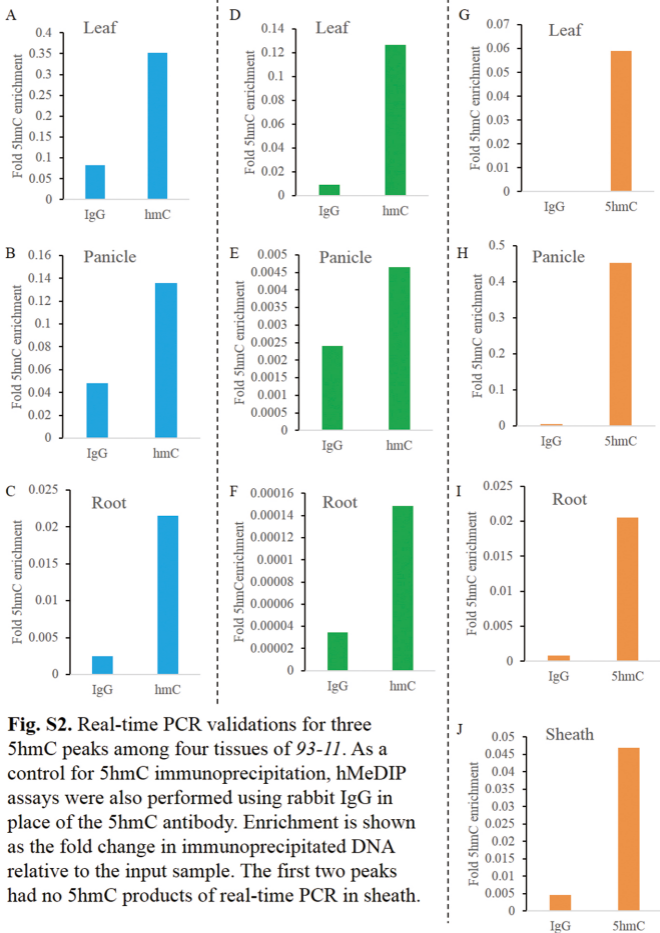 A
Leaf
Fold 5hmC enrichment
0.4
0.35
0.3
0.25
0.2
0.15
0.1
0.05
0
IgG hmC
B
Panicle
Fold 5hmC enrichment
0.16
0.14
0.12
0.1
0.08
0.06
0.04
0.02
0
IgG hmC
C
Root
Fold 5hmC enrichment
0.025
0.02
0.015
0.01
0.005
0
IgG hmC
D
Leaf
Fold 5hmC enrichment
0.14
0.12
0.1
0.08
0.06
0.04
0.02
0
IgG hmC
E
Panicle
Fold 5hmC enrichment
0.005
0.0045
0.004
0.0035
0.003
0.0025
0.002
0.0015
0.001
0.0005
0
IgG hmC
F
Root
Fold 5hmCenrichment
0.00016
0.00014
0.00012
0.0001
0.00008
0.00006
0.00004
0.00002
0
IgG hmC
G
Leaf
Fold 5hmC enrichment
0.07
0.06
0.05
0.04
0.03
0.02
0.01
0
IgG 5hmC
H
Panicle
Fold 5hmC enrichment
0.5
0.4
0.3
0.2
0.1
0
IgG 5hmC
I
Root
Fold 5hmC enrichment
0.025
0.02
0.015
0.01
0.005
0
IgG 5hmC
J
Sheath
Fold 5hmC enrichment
0.05
0.045
0.04
0.035
0.03
0.025
0.02
0.015
0.01
0.005
0
IgG 5hmC
Fig. S2. Real-time PCR validations for three
5hmC peaks among four tissues of 93-11. As a
control for 5hmC immunoprecipitation, hMeDIP
assays were also performed using rabbit IgG in
place of the 5hmC antibody. Enrichment is shown
as the fold change in immunoprecipitated DNA
relative to the input sample. The first two peaks
had no 5hmC products of real-time PCR in sheath.